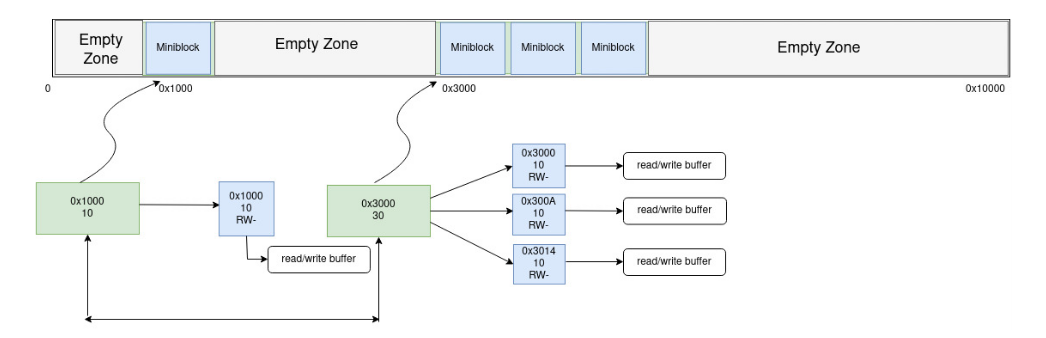 Empty
Zone
Miniblock
Empty Zone
Miniblock
Miniblock
Miniblock
Empty Zone
0
0x1000
0x3000
0x10000
0x1000
10
0x1000
10
RW-
read/write buffer
0x3000
30
0x3000
10
RW-
read/write buffer
0x300A
10
RW-
read/write buffer
0x3014
10
RW-
read/write buffer